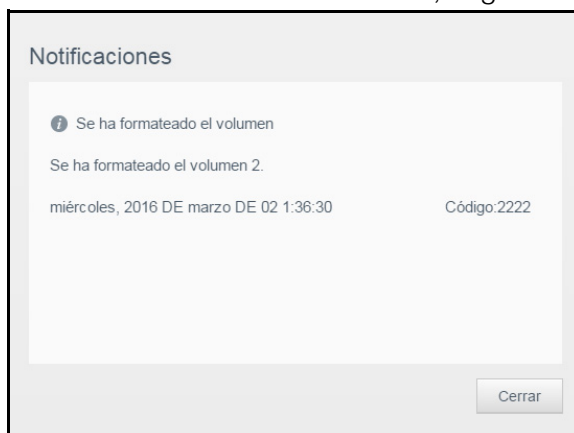 Notificaciones
Se ha formateado el volumen
Se ha formateado el volumen 2.
miércoles, 2016 DE marzo DE 02 1:36:30 Código:2222
Cerrar